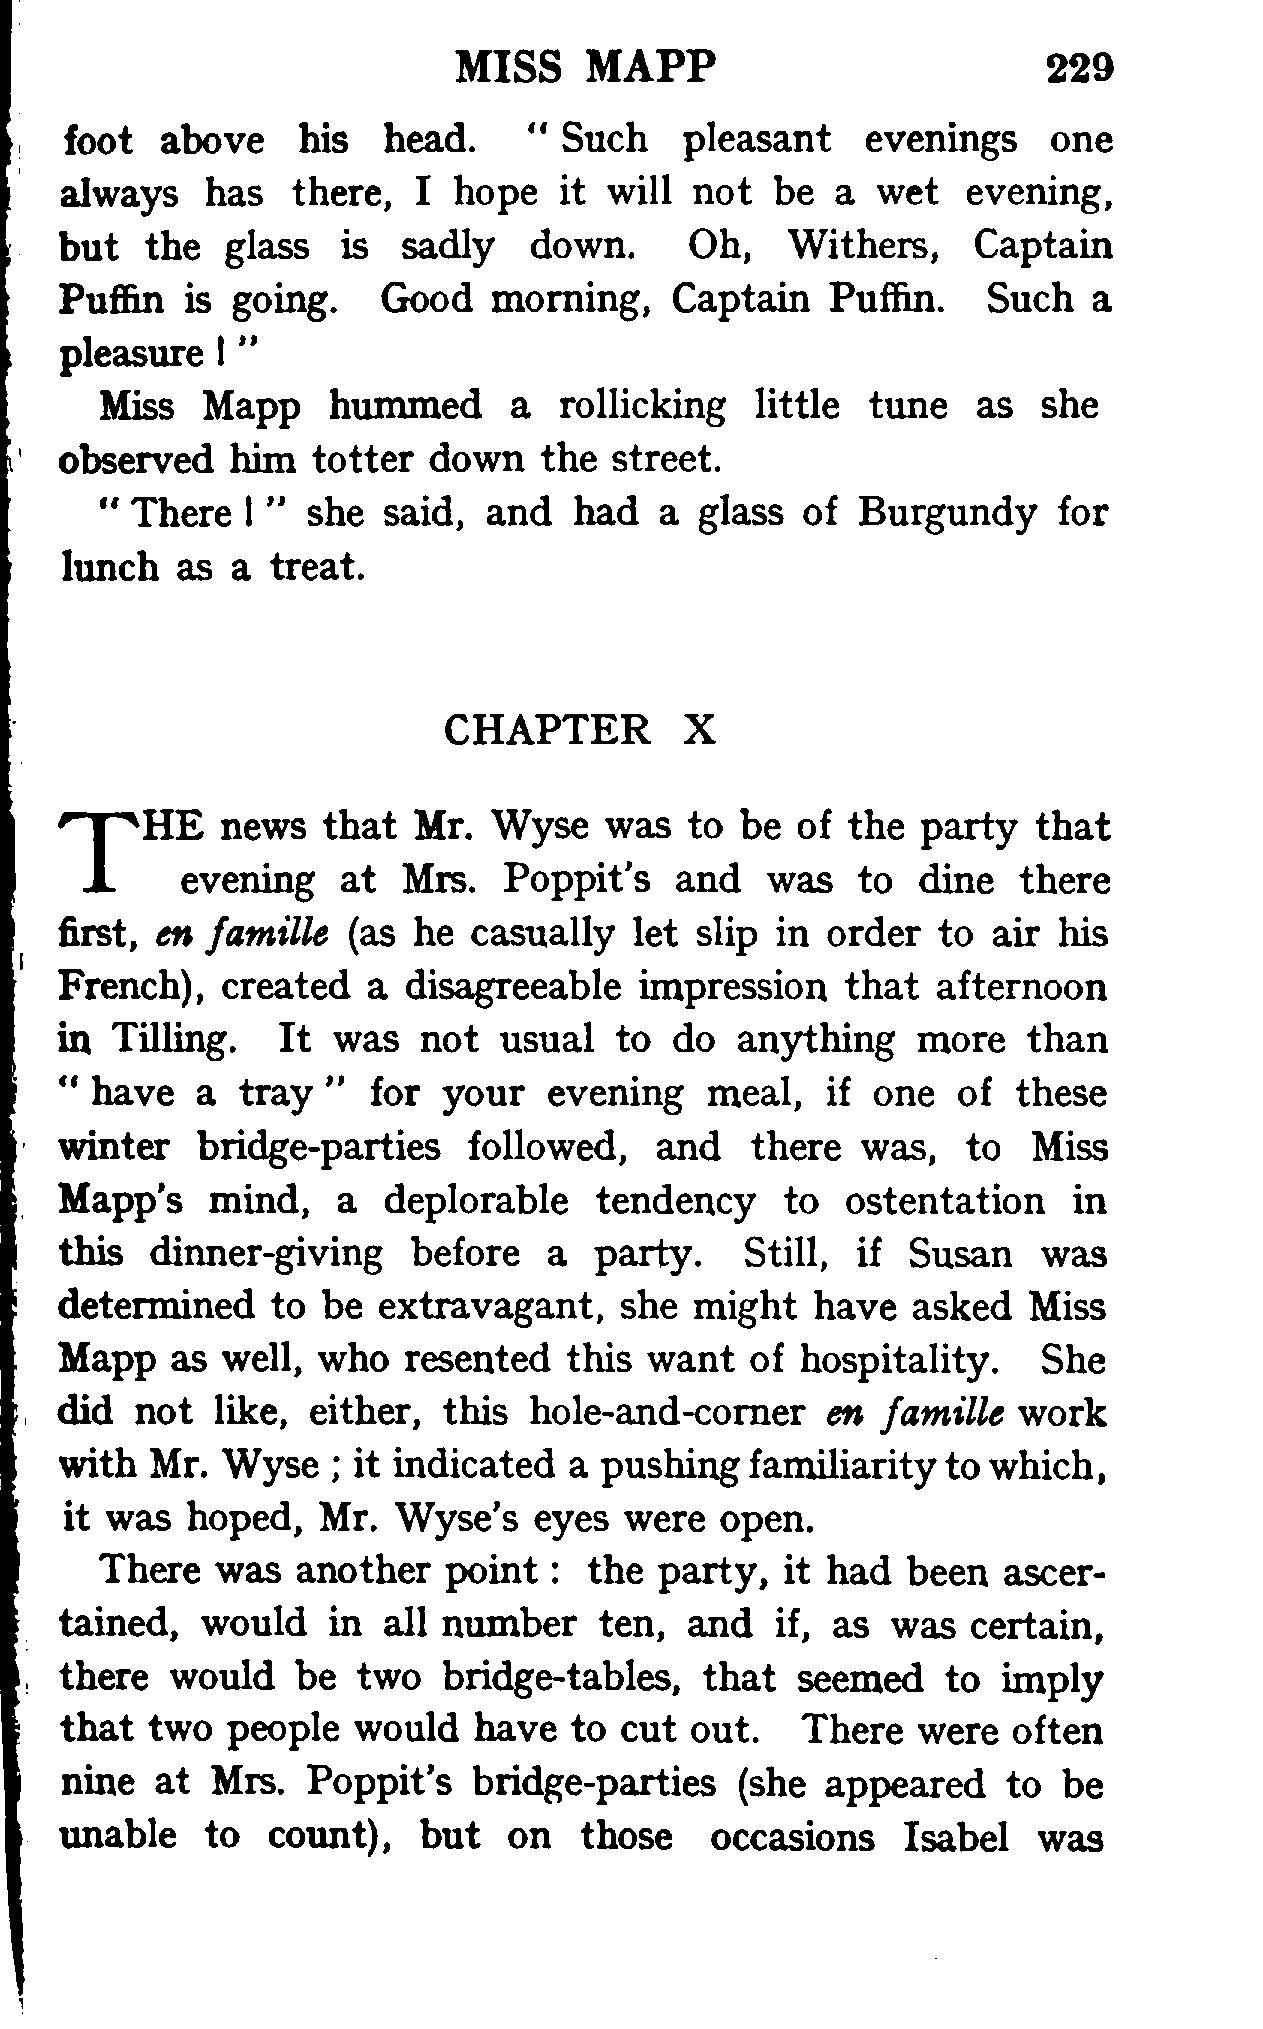 MISS MAPP 229
foot above his head. " Such pleasant evenings one
always has there, I hope it will not be a wet evening,
but the glass is sadly down. Oh, Withers, Captain
Puffin is going. Good morning, Captain Puffin. Such a
pleasure ! "
Miss Mapp hummed a rollicking little tune as she
observed him totter down the street.
" There ! " she said, and had a glass of Burgundy for
lunch as a treat.
CHAPTER X
THE news that Mr. Wyse was to be of the party that
evening at Mrs. Poppit's and was to dine there
first, en famille (as he casually let slip in order to air his
French), created a disagreeable impression that afternoon
in Tilling. It was not usual to do anything more than
" have a tray " for your evening meal, if one of these
winter bridge-parties followed, and there was, to Miss
Mapp's mind, a deplorable tendency to ostentation in
this dinner-giving before a party. Still, if Susan was
determined to be extravagant, she might have asked Miss
Mapp as well, who resented this want of hospitality. She
did not like, either, this hole-and-corner en famille work
with Mr. Wyse ; it indicated a pushing familiarity to which,
it was hoped, Mr. Wyse's eyes were open.
There was another point : the party, it had been ascer-
tained, would in all number ten, and if, as was certain,
there would be two bridge-tables, that seemed to imply
that two people would have to cut out. There were often
nine at Mrs. Poppit's bridge-parties (she appeared to be
unable to count), but on those occasions Isabel was